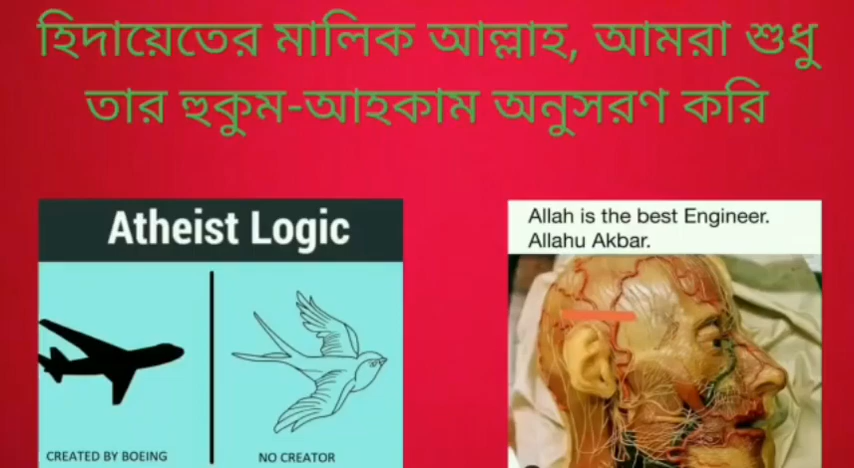 হিদায়েতের মালিক আল্লাহ, আমরা শুধু
তার হুকুম-আহকাম অনুসরণ করি
Atheist Logic
CREATED BY BOEING
NO CREATOR
Allah is the best Engineer.
Allahu Akbar.